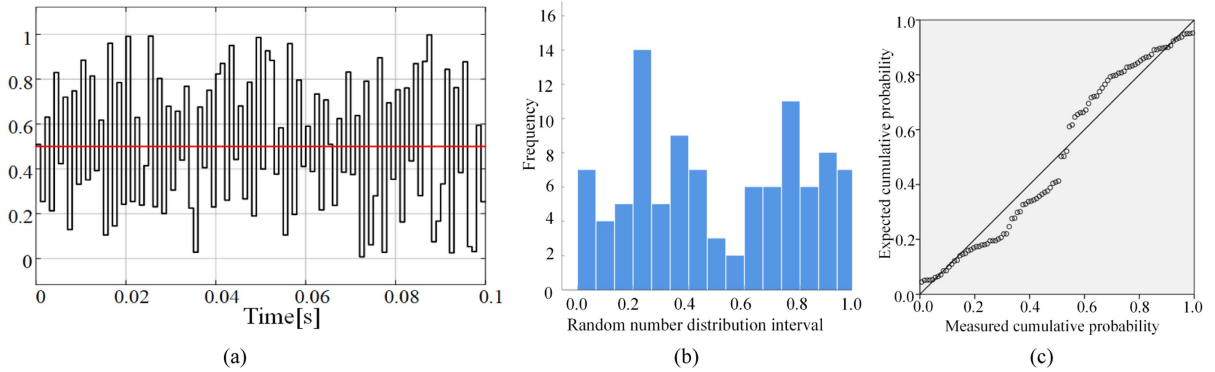 1
0.8
0.6
0.4
0.2
0
0 0.02 0.04 0.06 0.08 0.1
Time[s]
(a)
16
14
12
10
8
6
4
2
0
Frequency
0.0 0.2 0.4 0.6 0.8 1.0
Random number distribution interval
(b)
1.0
0.8
0.6
0.4
0.2
0.0
Expected cumulative probability
0.0 0.2 0.4 0.6 0.8 1.0
Measured cumulative probability
(c)